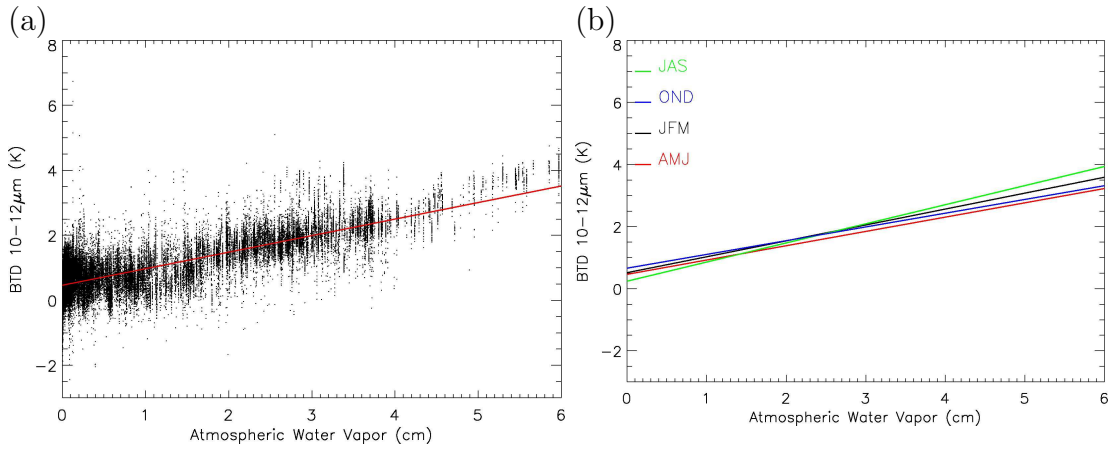 (a)
8
6
4
2
0
−2
BTD 10−12μm (K)
0 1 2 3 4 5 6
Atmospheric Water Vapor (cm)
(b)
8
6
4
2
0
−2
BTD 10−12μm (K)
JAS
OND
JFM
AMJ
0 1 2 3 4 5 6
Atmospheric Water Vapor (cm)